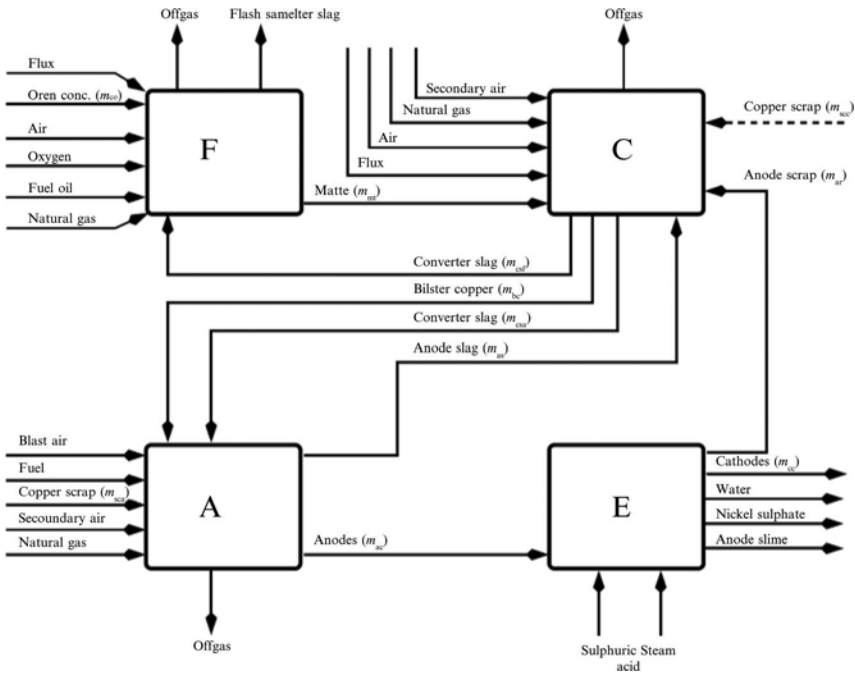 Offgas
Flash samelter slag
Offgas
Flux
Oren conc. (mco)
Air
Oxygen
Fuel oil
Natural gas
F
Secondary air
Natural gas
Air
Flux
Matte (mmt)
C
Copper scrap (mscc)
Anode scrap (mar)
Converter slag (mcsf)
Bilster copper (mbc)
Converter slag (mcsa)
Anode slag (mas)
Blast air
Fuel
Copper scrap (msca)
Secoundary air
Natural gas
A
Anodes (mac)
E
Cathodes (mcc)
Water
Nickel sulphate
Anode slime
Offgas
Sulphuric Steam
acid